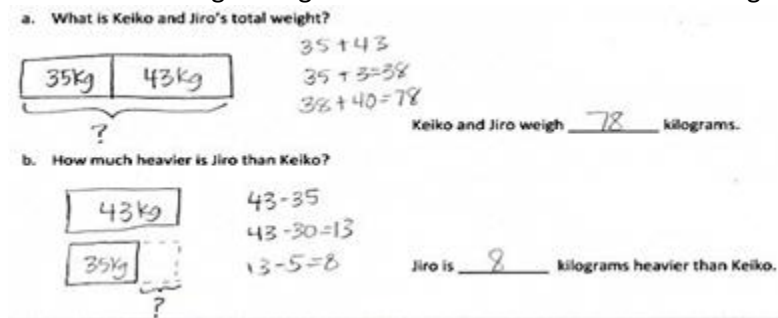 a. What is Keiko and Jiro's total weight?
35 + 43
35kg 43kg
35 + 3=38
38 + 40=78
?
Keiko and Jiro weigh 78 kilograms.
b. How much heavier is Jiro than Keiko?
43kg
43-35
43-30=13
35kg
13-5=8
Jiro is 8 kilograms heavier than Keiko.
?